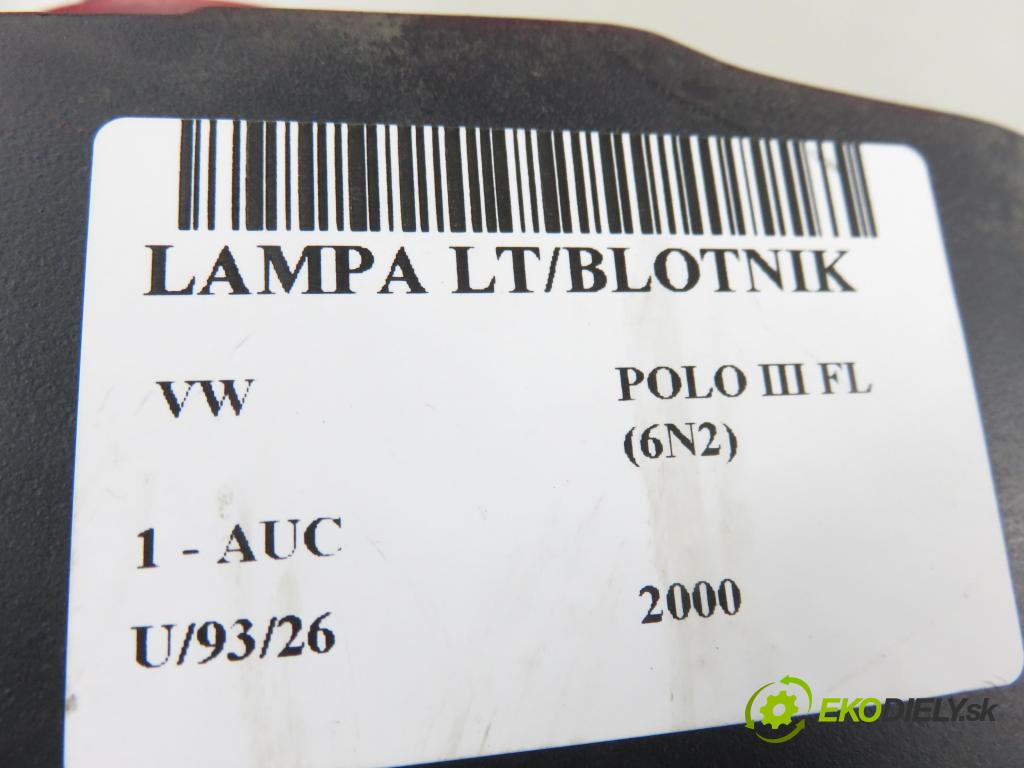 LAMPA LT/BLOTNIK
VW
POLO III FL
(6N2)
1 - AUC
2000
U/93/26
EKODIELY.sk